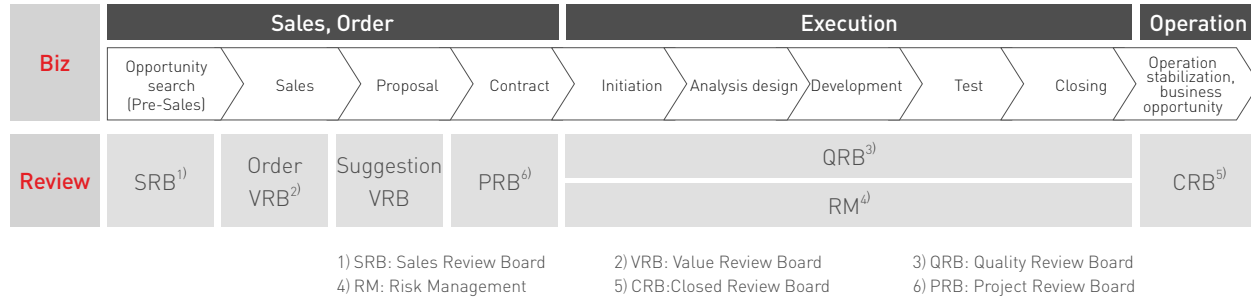 Sales, Order
Execution
Operation
Biz
Opportunity
search
(Pre-Sales)
Sales
Proposal
Contract
Initiation
Analysis design
Development
Test
Closing
Operation
stabilization,
business
opportunity
Review
SRB1)
Order
VRB2)
Suggestion
VRB
PRB6)
QRB3)
RM4)
CRB5)
1) SRB: Sales Review Board
2) VRB: Value Review Board
3) QRB: Quality Review Board
4) RM: Risk Management
5) CRB:Closed Review Board
6) PRB: Project Review Board